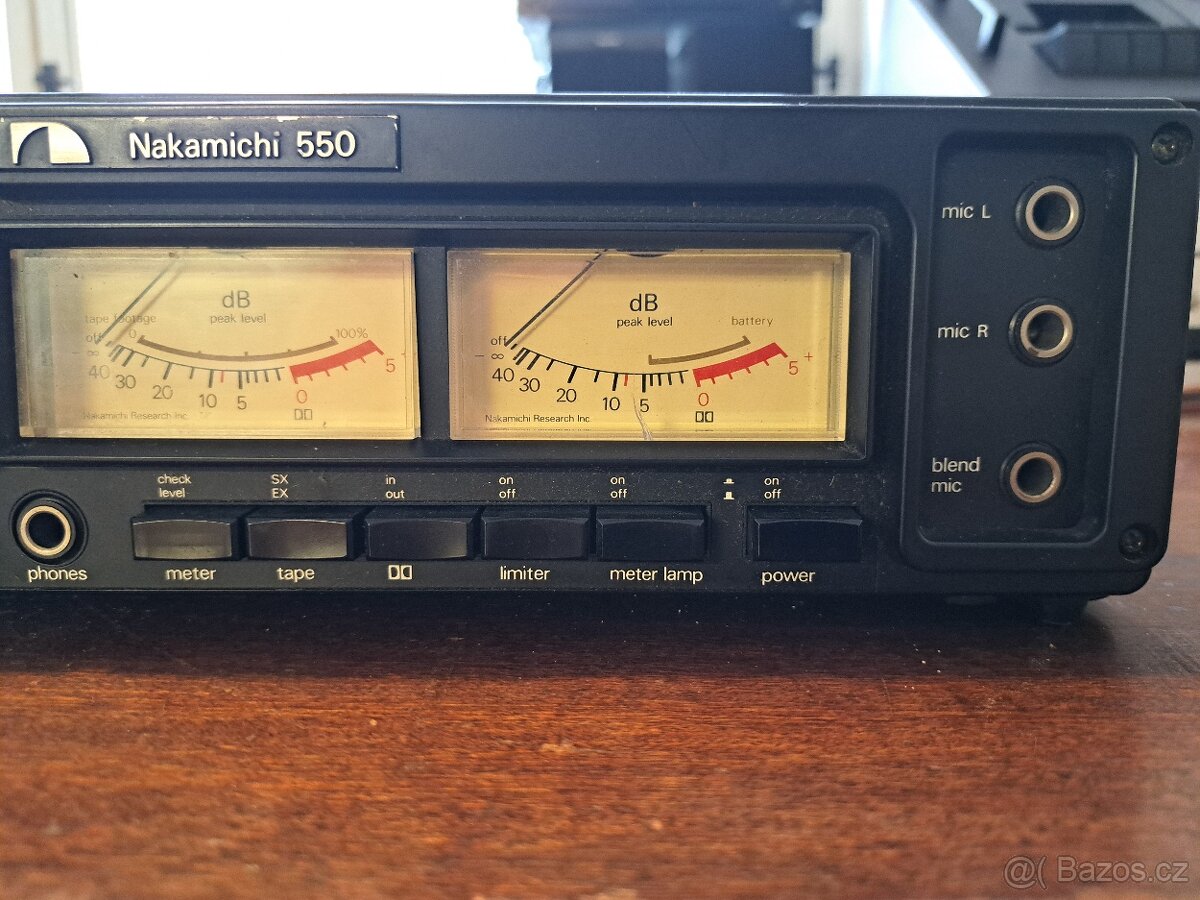 Nakamichi 550
dB
peak level
tape footage
0 100%
off
∞
40 30 20 10 5 0 5
Nakamichi Research Inc.
dB
peak level
battery
off
- ∞ +
40 30 20 10 5 0 5
Nakamichi Research Inc.
mic L
mic R
blend
mic
check
level
SX
EX
in
out
on
off
on
off
on
off
phones
meter
tape
limiter
meter lamp
power
@( Bazos.cz